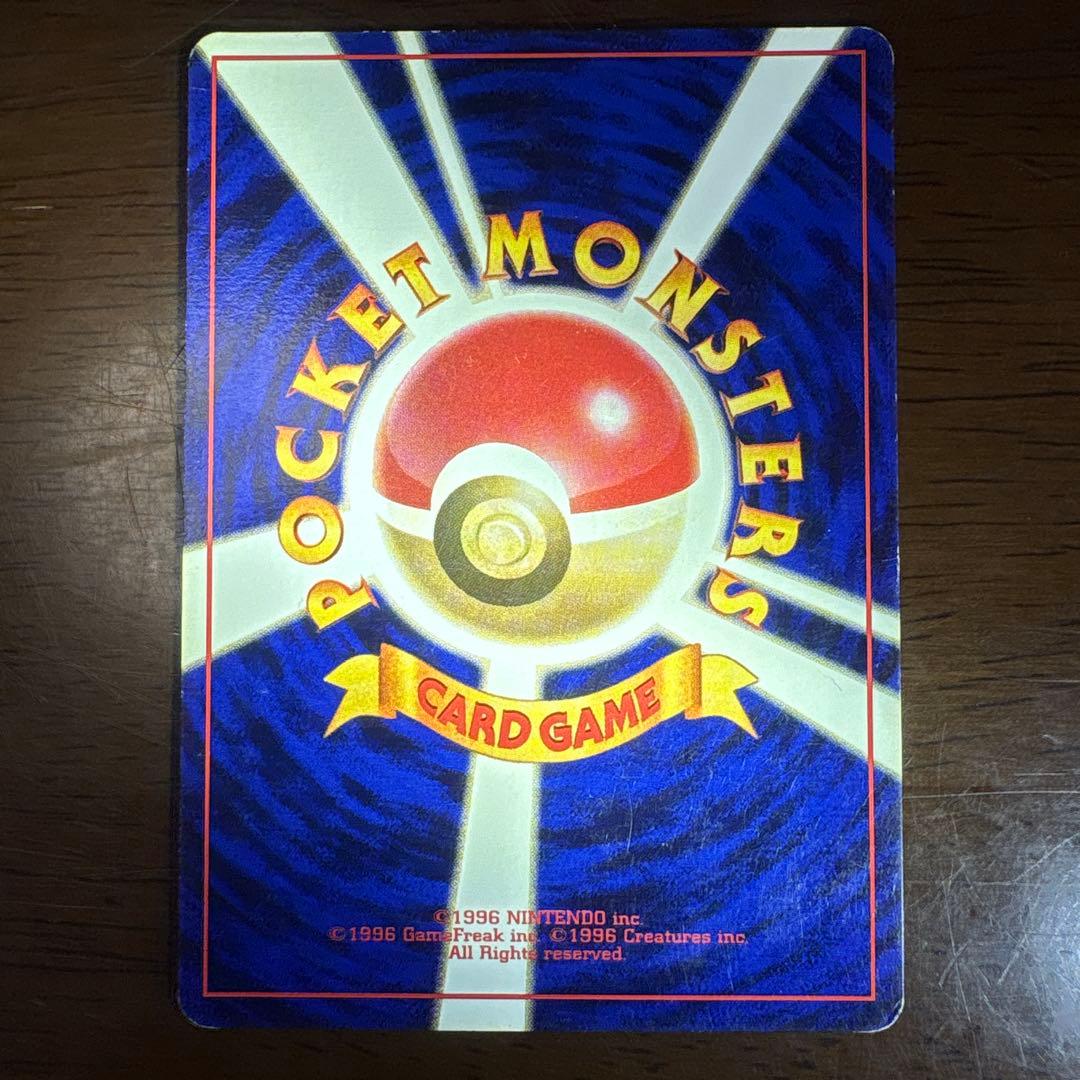 POCKET MONSTERS
CARD GAME
©1996 NINTENDO inc.
©1996 GameFreak inc. ©1996 Creatures inc.
All Rights reserved.